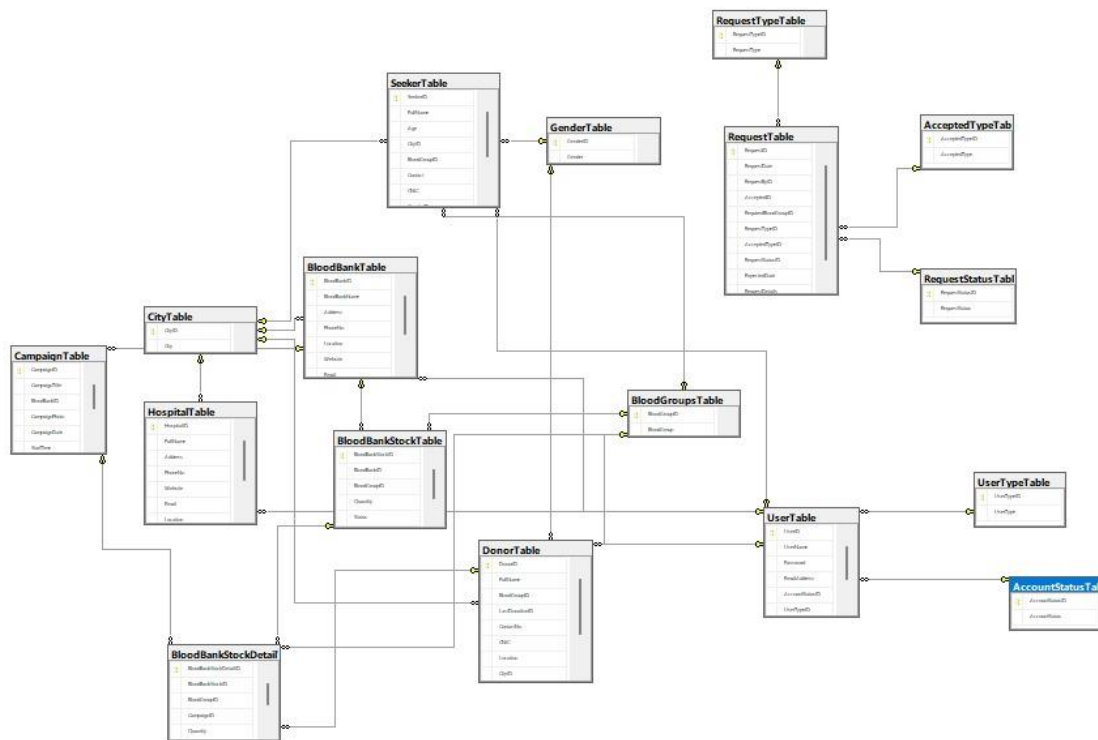 RequestTypeTable
RequestTypeID
RequestType
SeekerTable
SeekerID
FullName
Age
CityID
BloodGroupID
Contact
CNIC
GenderTable
GenderID
Gender
RequestTable
RequestID
RequestDate
RequestByID
AcceptedID
RequiredBloodGroupID
RequestTypeID
AcceptedTypeID
RequestStatusID
ExpectedDate
RequestDetails
AcceptedTypeTab
AcceptedTypeID
AcceptedType
RequestStatusTabl
RequestStatusID
RequestStatus
BloodBankTable
BloodBankID
BloodBankName
Address
PhoneNo
Location
Website
Email
CityTable
CityID
City
CampaignTable
CampaignID
CampaignTitle
BloodBankID
CampaignPhoto
CampaignDate
StartTime
HospitalTable
HospitalID
FullName
Address
PhoneNo
Website
Email
Location
BloodBankStockTable
BloodBankStockID
BloodBankID
BloodGroupID
Quantity
Status
BloodGroupsTable
BloodGroupID
BloodGroup
UserTable
UserID
UserName
Password
EmailAddress
AccountStatusID
UserTypeID
UserTypeTable
UserTypeID
UserType
AccountStatusTal
AccountStatusID
AccountStatus
DonorTable
DonorID
FullName
BloodGroupID
LastDonationID
ContactNo
CNIC
Location
CityID
BloodBankStockDetail
BloodBankStockDetailID
BloodBankStockID
BloodGroupID
CampaignID
Quantity